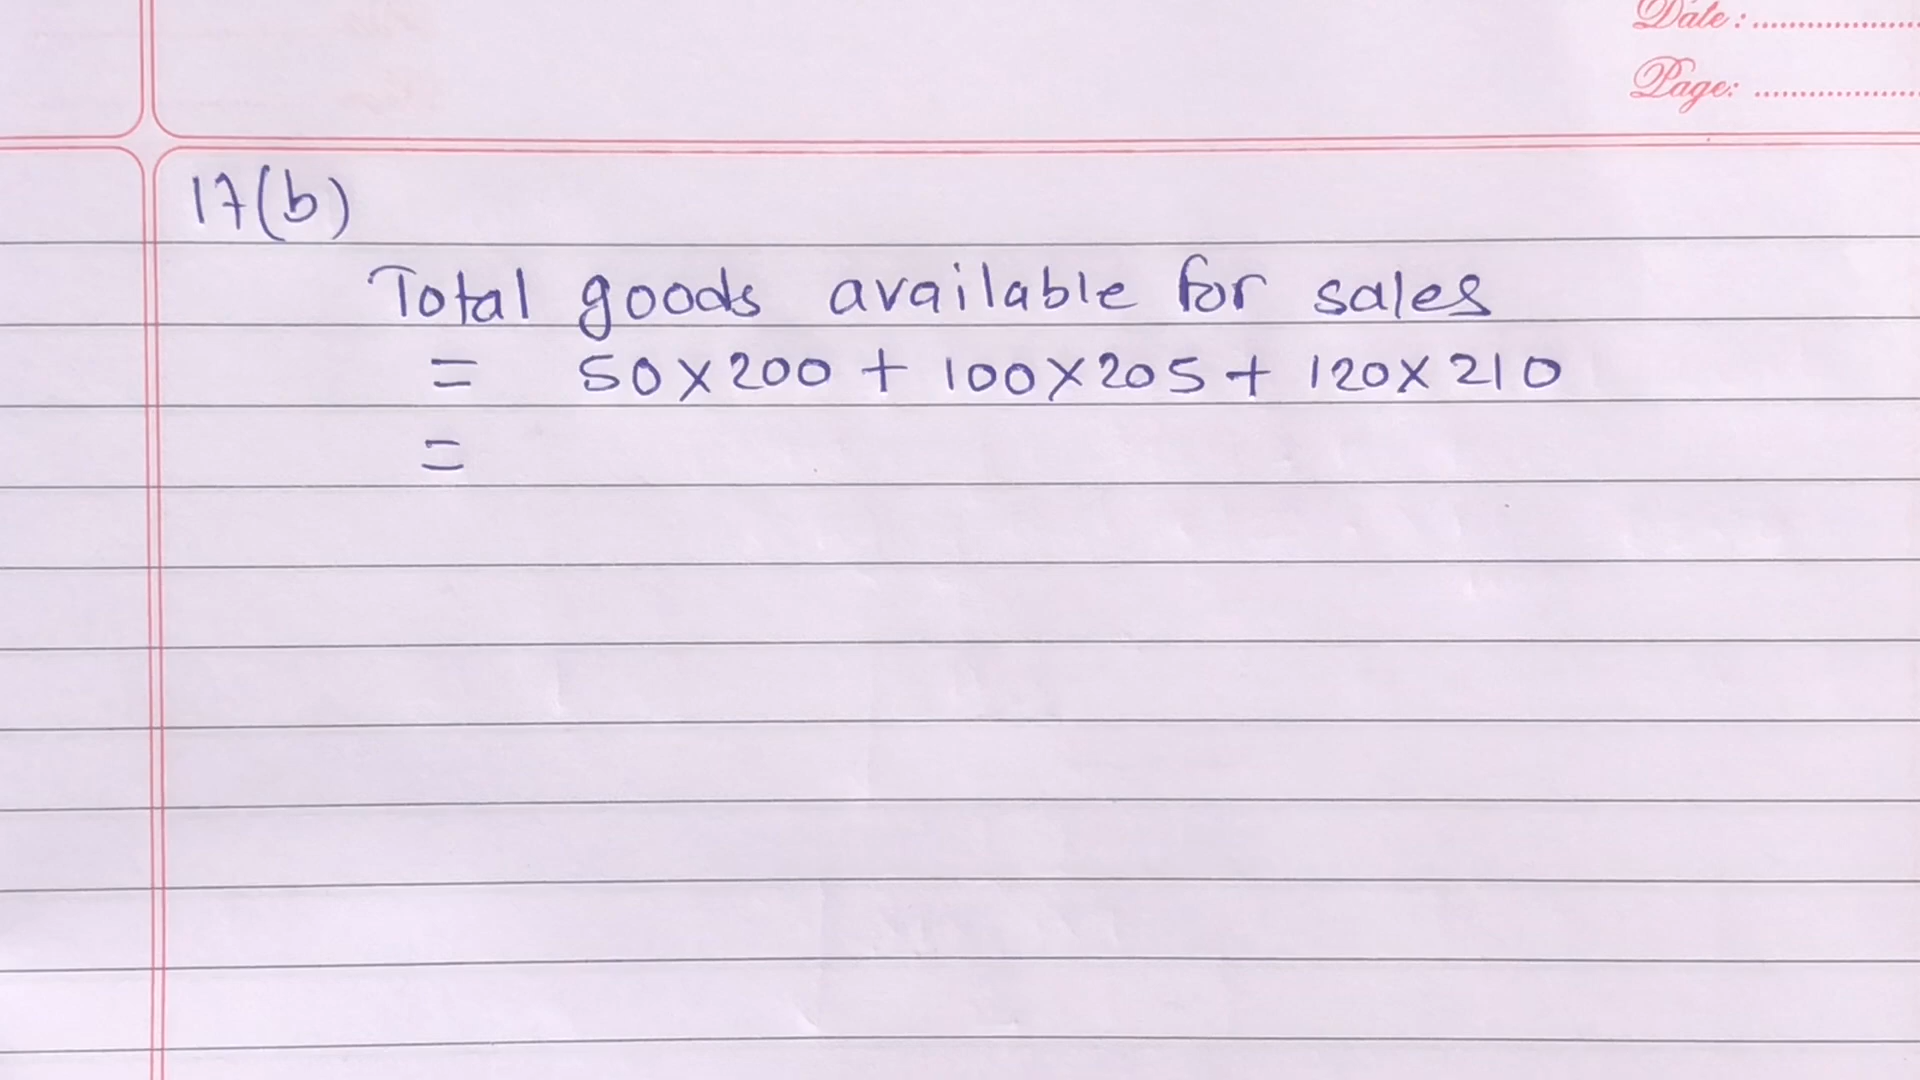 Date : ....................
Page: ....................
17(b)
Total goods available for sales
= 50×200 + 100×205 + 120×210
=